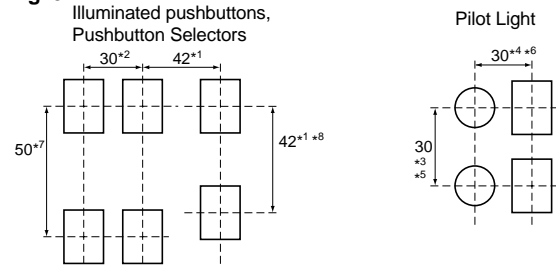 Illuminated pushbuttons,
Pushbutton Selectors
Pilot Light
30*2
42*1
30*4 *6
50*7
42*1 *8
30
*3
*5